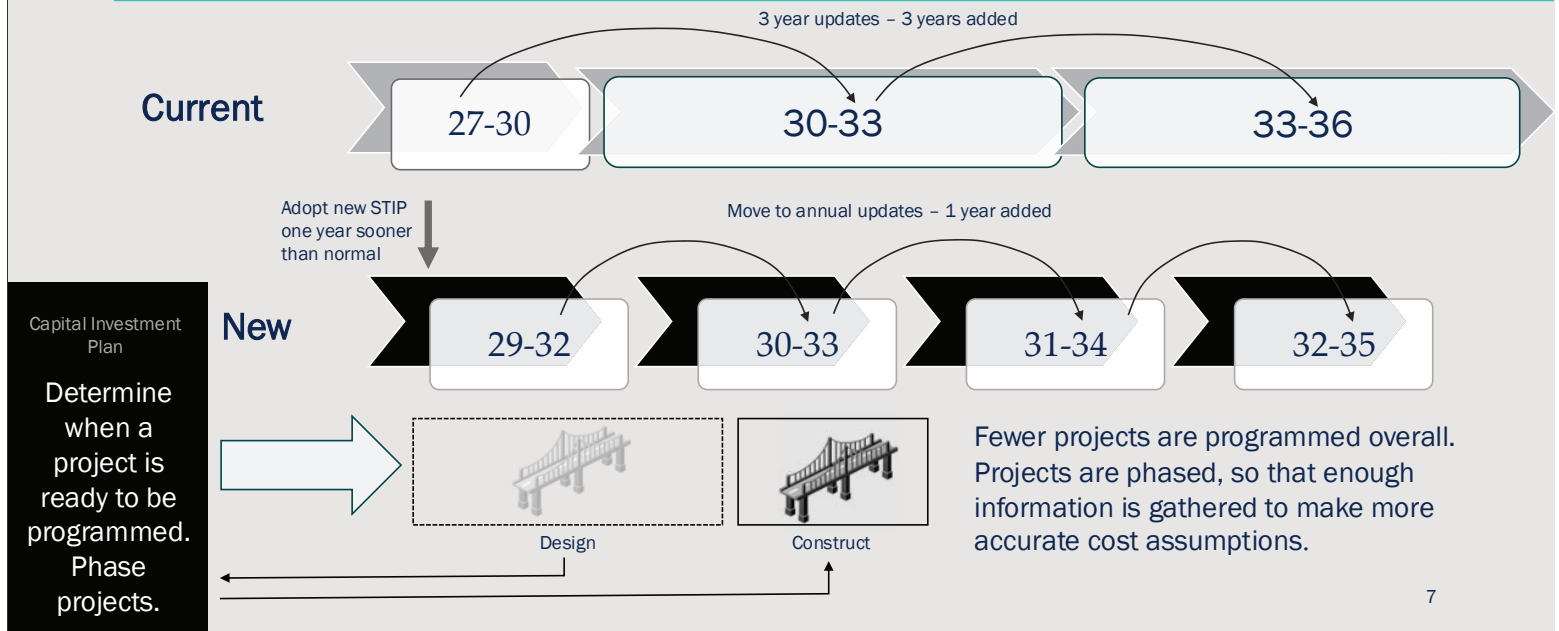 3 year updates – 3 years added
Current
27-30
30-33
33-36
Adopt new STIP
one year sooner
than normal
Move to annual updates – 1 year added
New
29-32
30-33
31-34
32-35
Capital Investment
Plan
Determine
when a
project is
ready to be
programmed.
Phase
projects.
Design
Construct
Fewer projects are programmed overall.
Projects are phased, so that enough
information is gathered to make more
accurate cost assumptions.
7